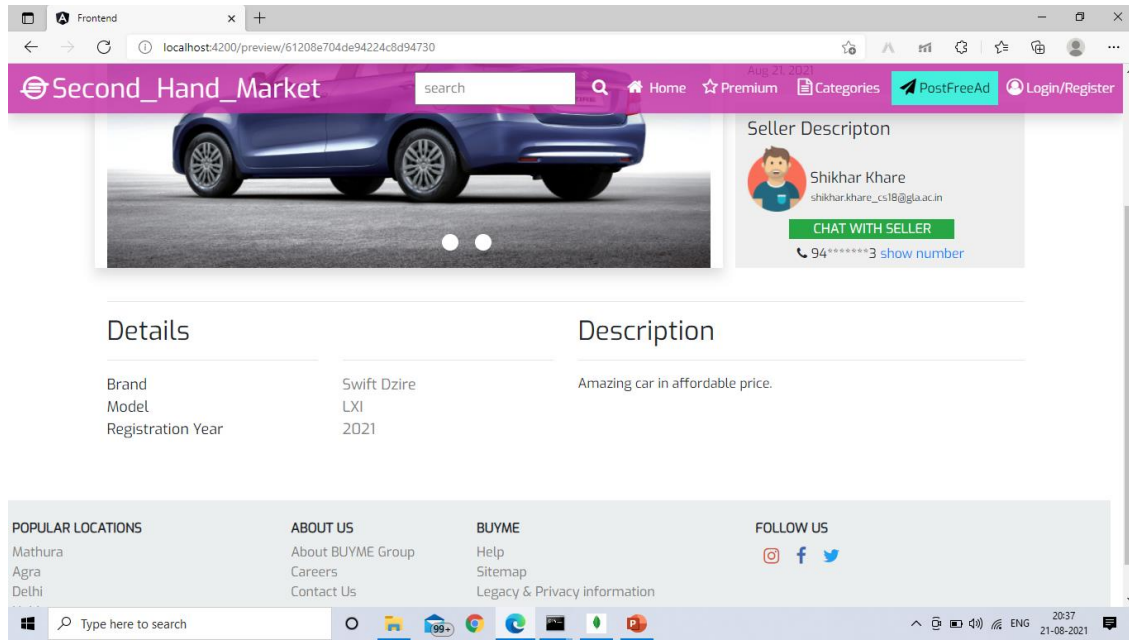 Frontend
localhost:4200/preview/61208e704de94224c8d94730
Second_Hand_Market
search
Home
Premium
Categories
PostFreeAd
Login/Register
Aug 21, 2021
Seller Descripton
Shikhar Khare
shikhar.khare_cs18@gla.ac.in
CHAT WITH SELLER
94*******3 show number
Details
Description
Brand Swift Dzire
Model LXI
Registration Year 2021
Amazing car in affordable price.
POPULAR LOCATIONS
Mathura
Agra
Delhi
ABOUT US
About BUYME Group
Careers
Contact Us
BUYME
Help
Sitemap
Legacy & Privacy information
FOLLOW US
Type here to search
99+
ENG
20:37
21-08-2021